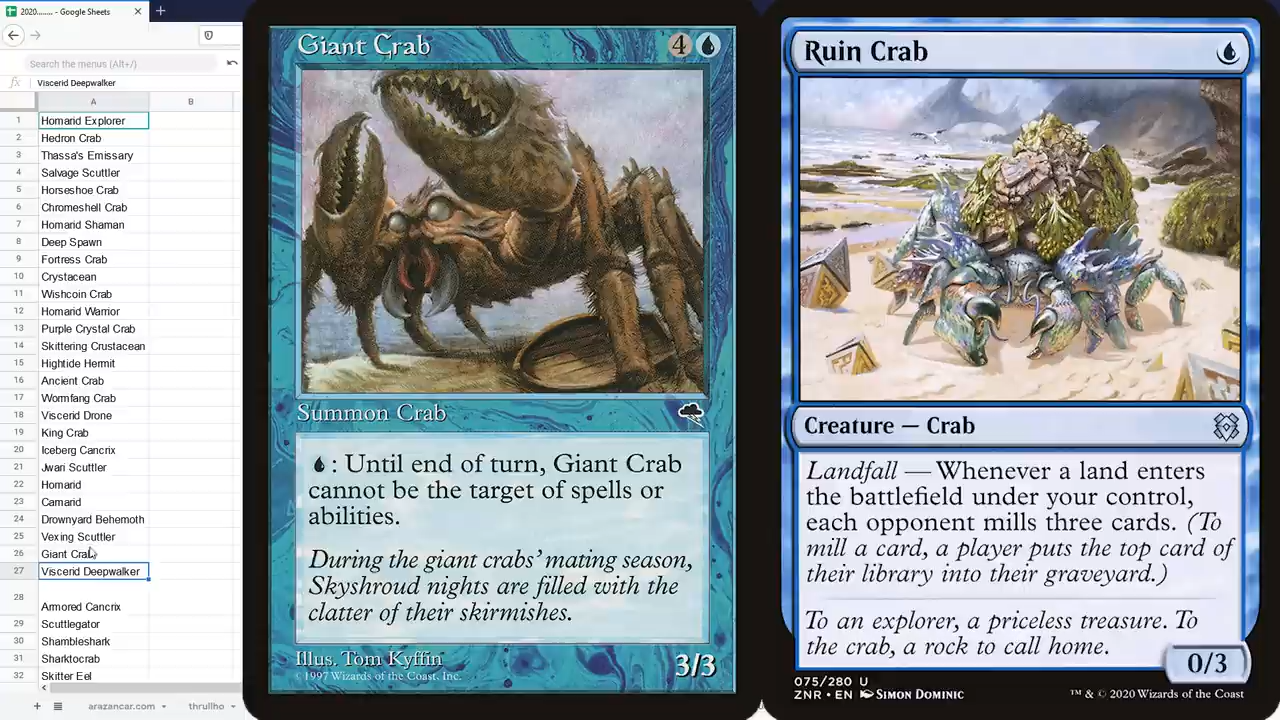 2020........ - Google Sheets
Search the menus (Alt+/)
fx Viscerid Deepwalker
A B
1 Homarid Explorer
2 Hedron Crab
3 Thassa's Emissary
4 Salvage Scuttler
5 Horseshoe Crab
6 Chromeshell Crab
7 Homarid Shaman
8 Deep Spawn
9 Fortress Crab
10 Crystacean
11 Wishcoin Crab
12 Homarid Warrior
13 Purple Crystal Crab
14 Skittering Crustacean
15 Hightide Hermit
16 Ancient Crab
17 Wormfang Crab
18 Viscerid Drone
19 King Crab
20 Iceberg Cancrix
21 Jwari Scuttler
22 Homarid
23 Camarid
24 Drownyard Behemoth
25 Vexing Scuttler
26 Giant Crab
27 Viscerid Deepwalker
28 Armored Cancrix
29 Scuttlegator
30 Shambleshark
31 Sharktocrab
32 Skitter Eel
arazancar.com
thrullho
Giant Crab 4
Summon Crab
: Until end of turn, Giant Crab
cannot be the target of spells or
abilities.
During the giant crabs' mating season,
Skyshroud nights are filled with the
clatter of their skirmishes.
Illus. Tom Kyffin
© 1997 Wizards of the Coast, Inc.
3/3
Ruin Crab
Creature — Crab
Landfall — Whenever a land enters
the battlefield under your control,
each opponent mills three cards. (To
mill a card, a player puts the top card of
their library into their graveyard.)
To an explorer, a priceless treasure. To
the crab, a rock to call home.
0/3
075/280 U
ZNR • EN Simon Dominic
™ & © 2020 Wizards of the Coast